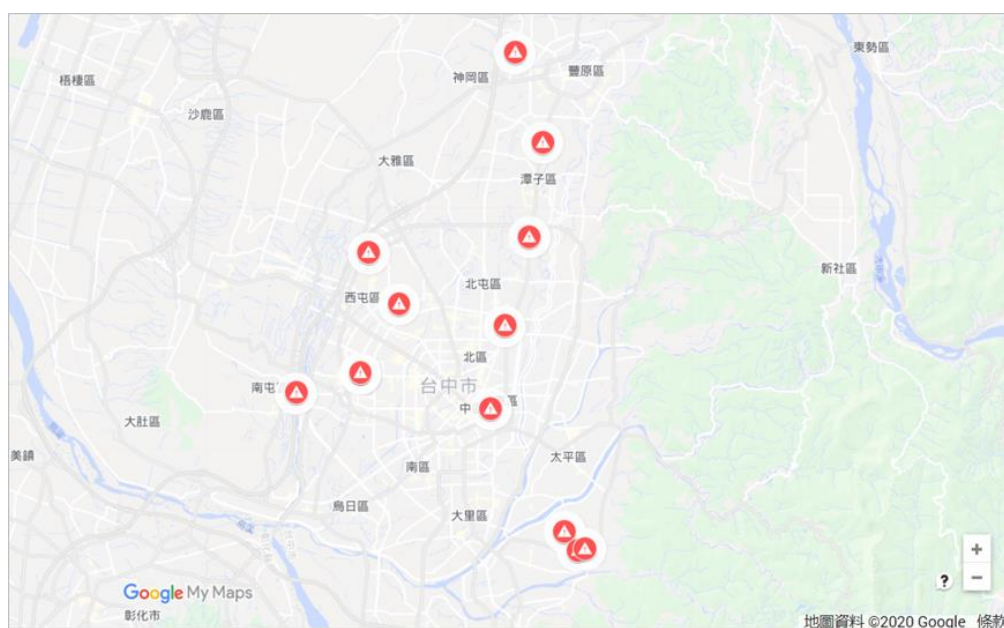 東勢區
神岡區
豐原區
梧棲區
沙鹿區
大雅區
潭子區
新社區
北屯區
西屯區
北區
南屯
台中市
中
區
大肚區
美鎮
南區
太平區
烏日區
大里區
+
?
−
Google My Maps
彰化市
地圖資料 ©2020 Google 條款